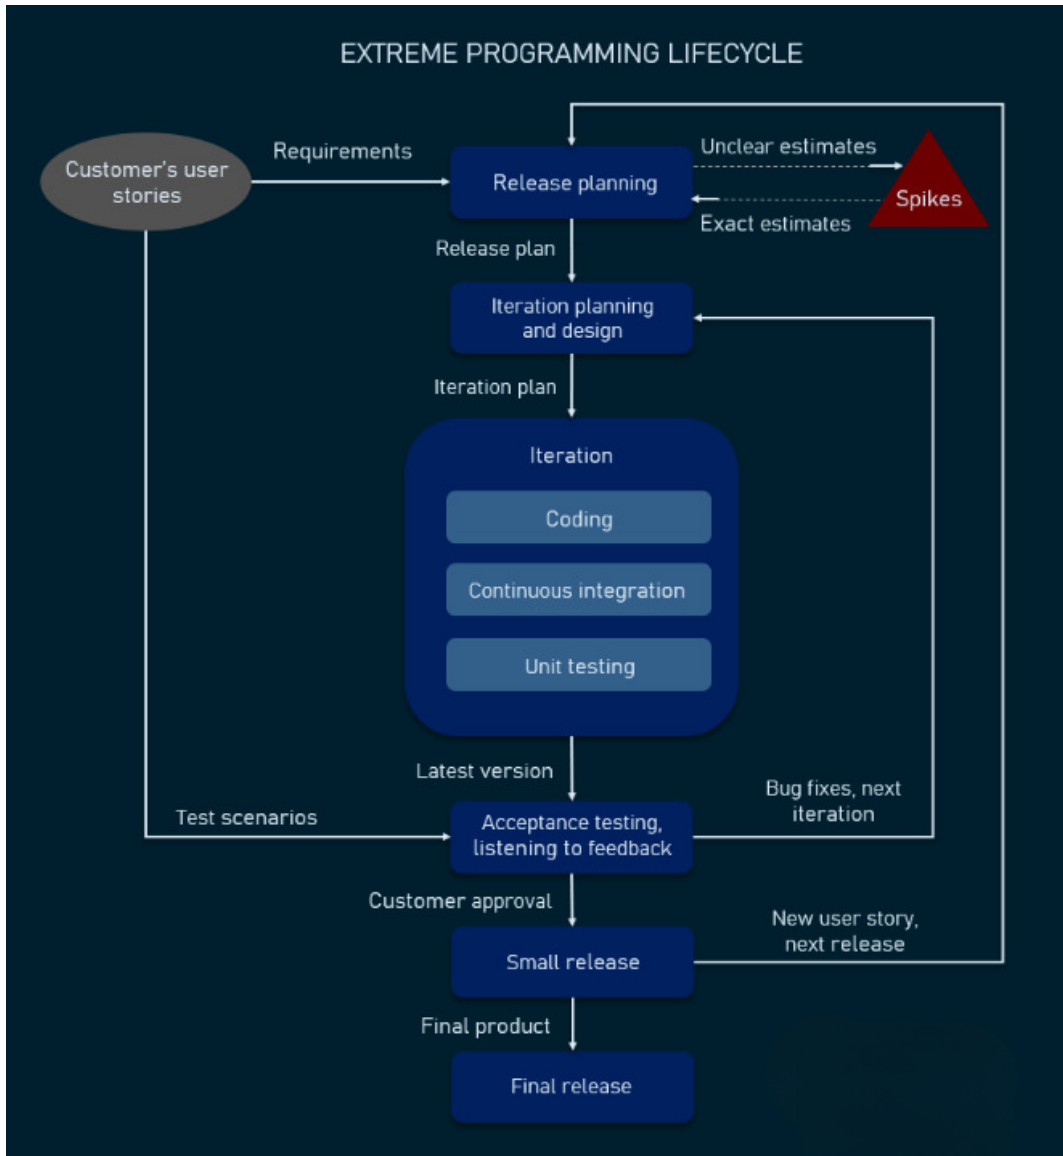 EXTREME PROGRAMMING LIFECYCLE
Customer's user
stories
Requirements
Release planning
Unclear estimates
Spikes
Exact estimates
Release plan
Iteration planning
and design
Iteration plan
Iteration
Coding
Continuous integration
Unit testing
Latest version
Bug fixes, next
iteration
Test scenarios
Acceptance testing,
listening to feedback
Customer approval
New user story,
next release
Small release
Final product
Final release